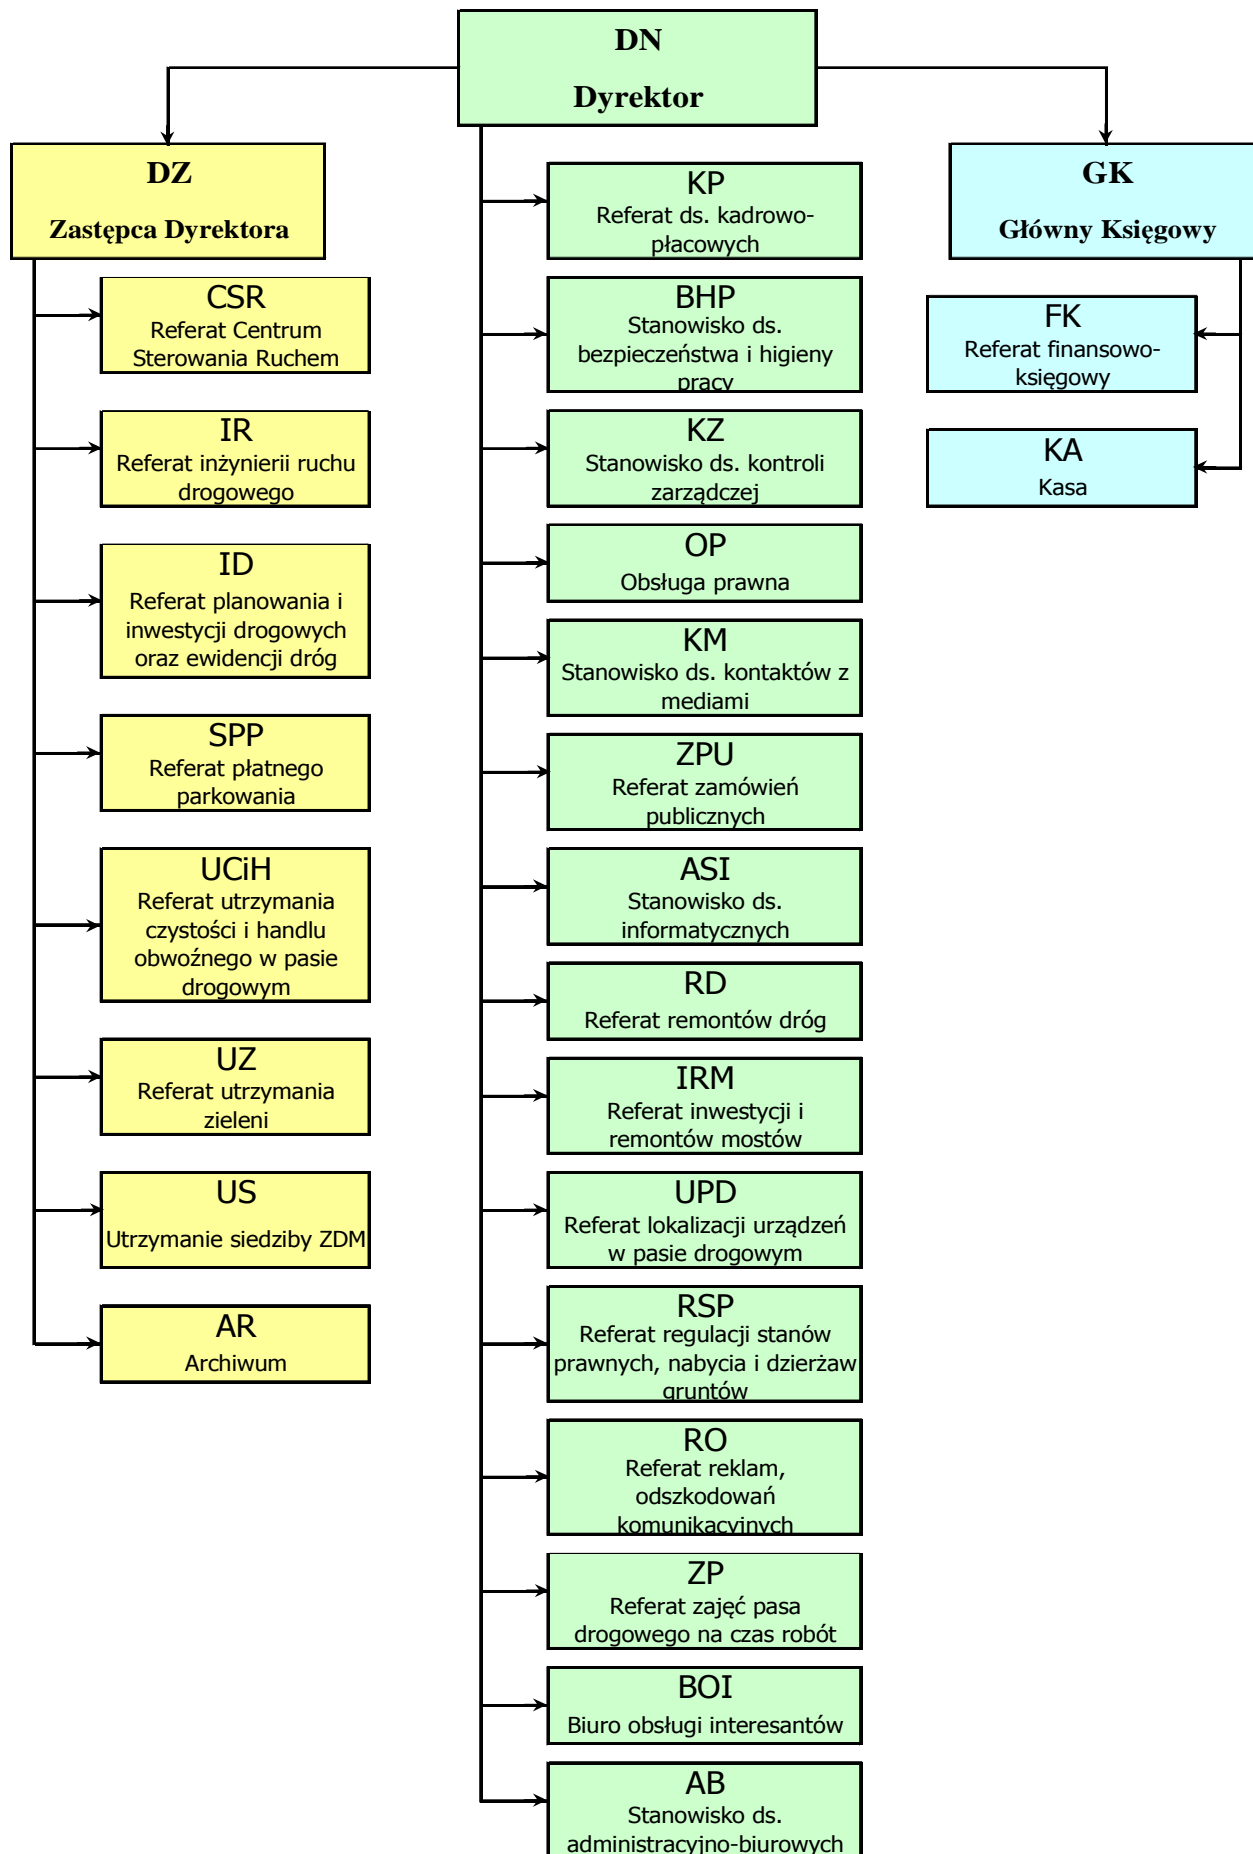 DN
Dyrektor
DZ
Zastępca Dyrektora
CSR
Referat Centrum
Sterowania Ruchem
IR
Referat inżynierii ruchu
drogowego
ID
Referat planowania i
inwestycji drogowych
oraz ewidencji dróg
SPP
Referat płatnego
parkowania
UCiH
Referat utrzymania
czystości i handlu
obwoźnego w pasie
drogowym
UZ
Referat utrzymania
zieleni
US
Utrzymanie siedziby ZDM
AR
Archiwum
KP
Referat ds. kadrowo-
płacowych
BHP
Stanowisko ds.
bezpieczeństwa i higieny
pracy
KZ
Stanowisko ds. kontroli
zarządczej
OP
Obsługa prawna
KM
Stanowisko ds. kontaktów z
mediami
ZPU
Referat zamówień
publicznych
ASI
Stanowisko ds.
informatycznych
RD
Referat remontów dróg
IRM
Referat inwestycji i
remontów mostów
UPD
Referat lokalizacji urządzeń
w pasie drogowym
RSP
Referat regulacji stanów
prawnych, nabycia i dzierżaw
gruntów
RO
Referat reklam,
odszkodowań
komunikacyjnych
ZP
Referat zajęć pasa
drogowego na czas robót
BOI
Biuro obsługi interesantów
AB
Stanowisko ds.
administracyjno-biurowych
GK
Główny Księgowy
FK
Referat finansowo-
księgowy
KA
Kasa